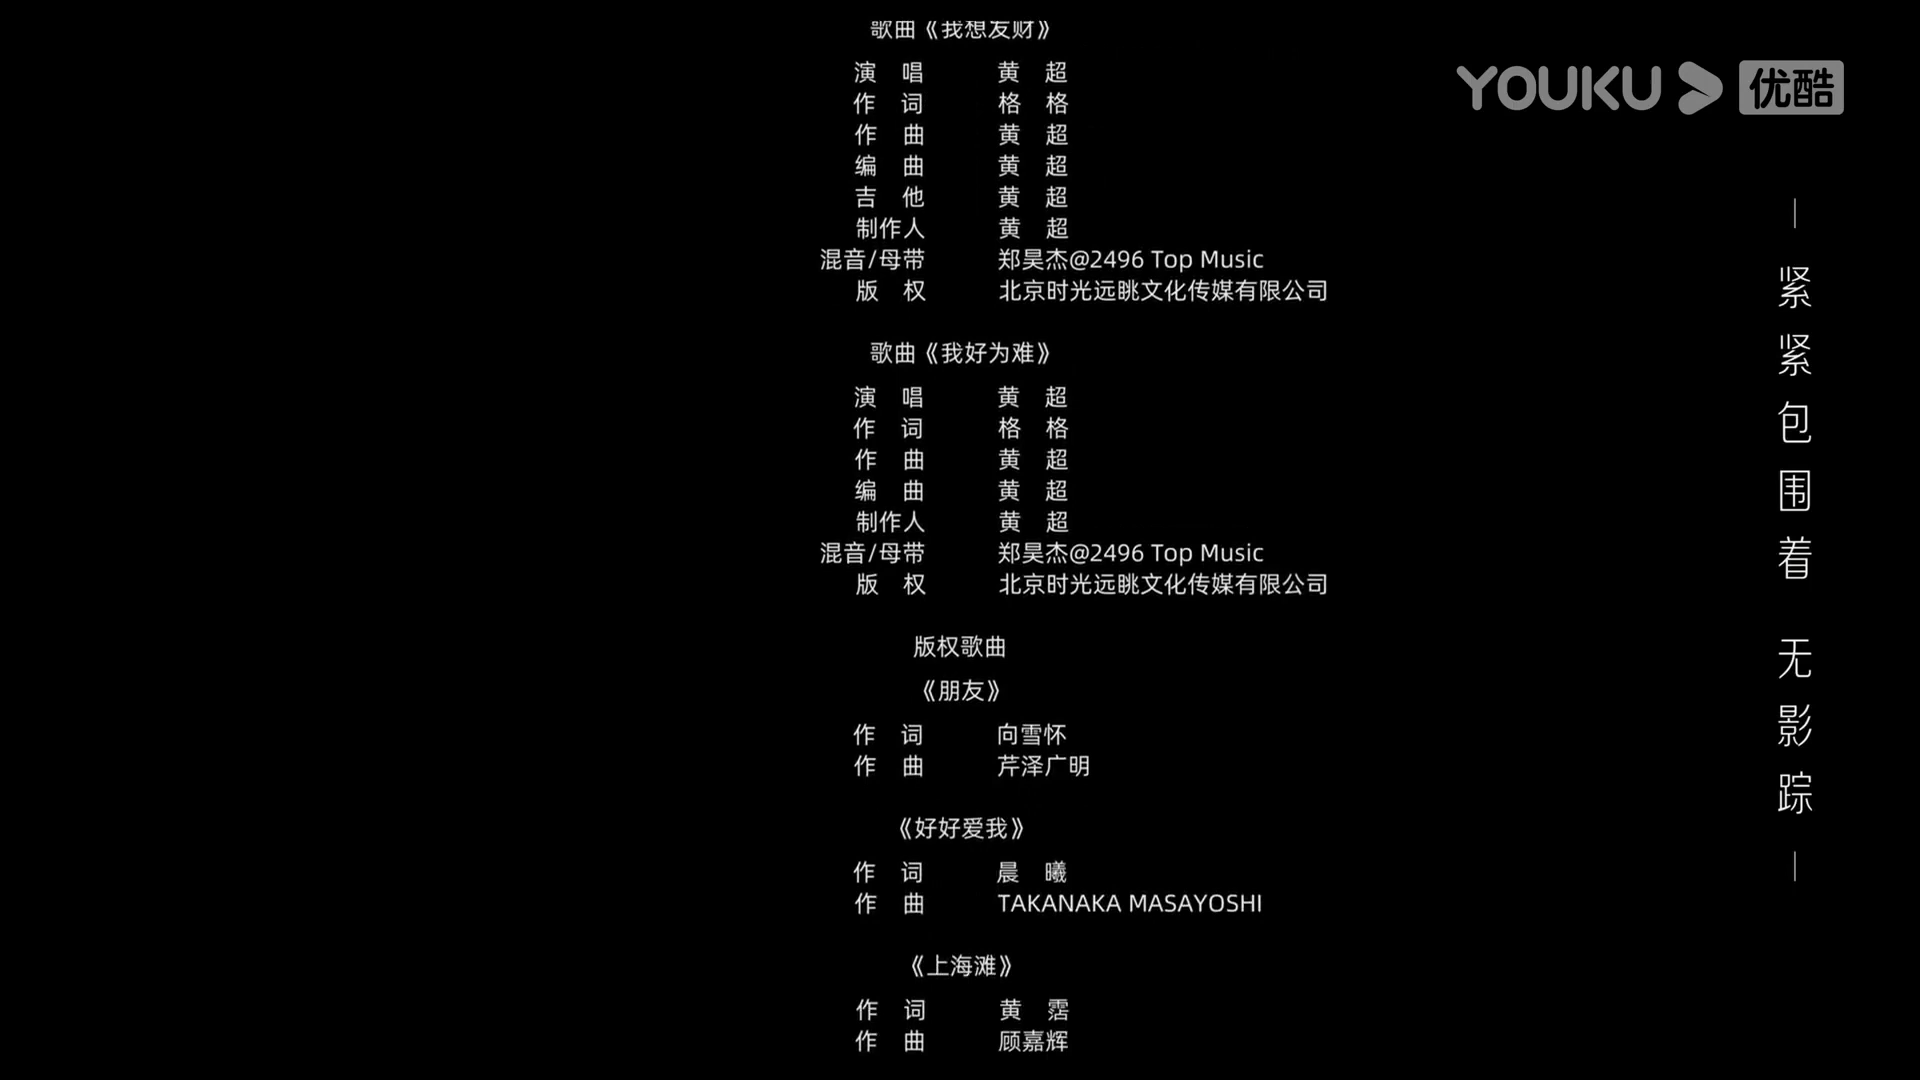 歌曲《我想发财》
演 唱 黄 超
作 词 格 格
作 曲 黄 超
编 曲 黄 超
吉 他 黄 超
制作人 黄 超
混音/母带 郑昊杰@2496 Top Music
版 权 北京时光远眺文化传媒有限公司
歌曲《我好为难》
演 唱 黄 超
作 词 格 格
作 曲 黄 超
编 曲 黄 超
制作人 黄 超
混音/母带 郑昊杰@2496 Top Music
版 权 北京时光远眺文化传媒有限公司
版权歌曲
《朋友》
作 词 向雪怀
作 曲 芹泽广明
《好好爱我》
作 词 晨 曦
作 曲 TAKANAKA MASAYOSHI
《上海滩》
作 词 黄 霑
作 曲 顾嘉辉
YOUKU 优酷
紧紧包围着 无影踪